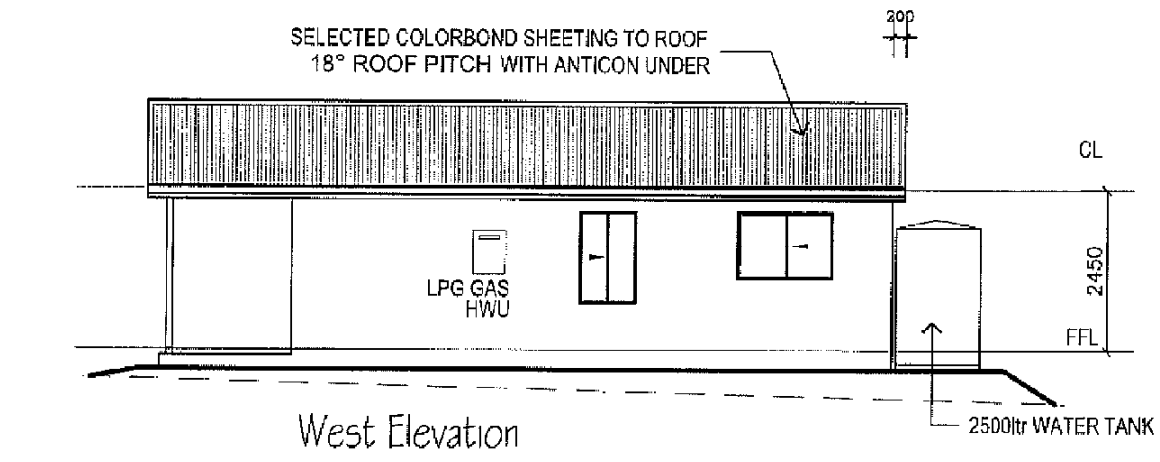 200
SELECTED COLORBOND SHEETING TO ROOF
18° ROOF PITCH WITH ANTICON UNDER
CL
2450
LPG GAS
HWU
FFL
2500ltr WATER TANK
West Elevation